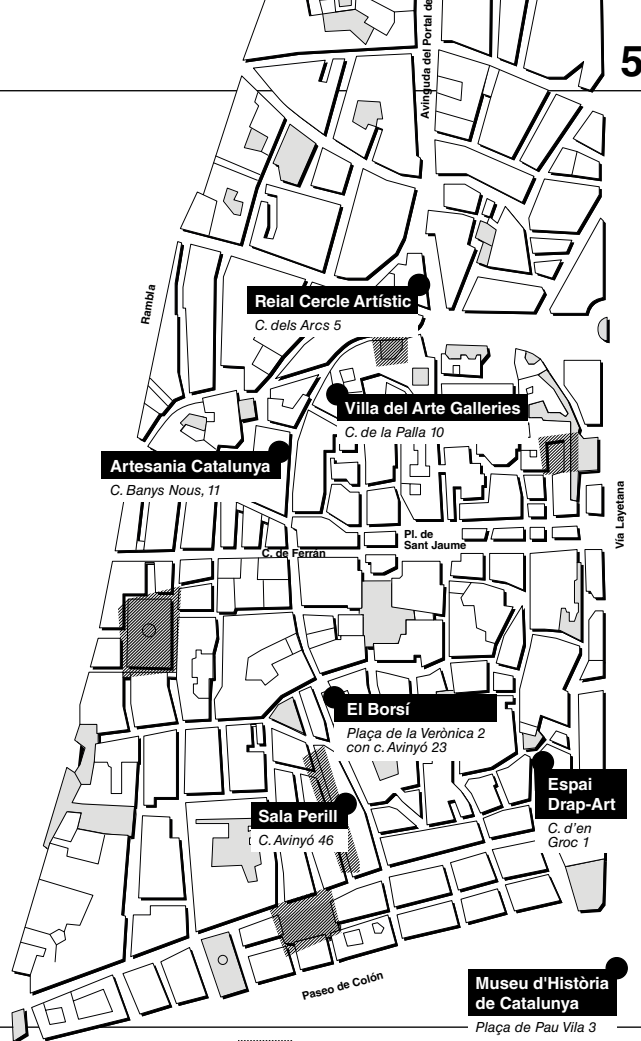 Avinguda del Portal de
5
Rambla
Reial Cercle Artístic
C. dels Arcs 5
Villa del Arte Galleries
C. de la Palla 10
Artesania Catalunya
C. Banys Nous, 11
Vía Layetana
C. de Ferrán
Pl. de
Sant Jaume
El Borsí
Plaça de la Verònica 2
con c. Avinyó 23
Espai
Drap-Art
C. d'en
Groc 1
Sala Perill
C. Avinyó 46
Paseo de Colón
Museu d'Història
de Catalunya
Plaça de Pau Vila 3